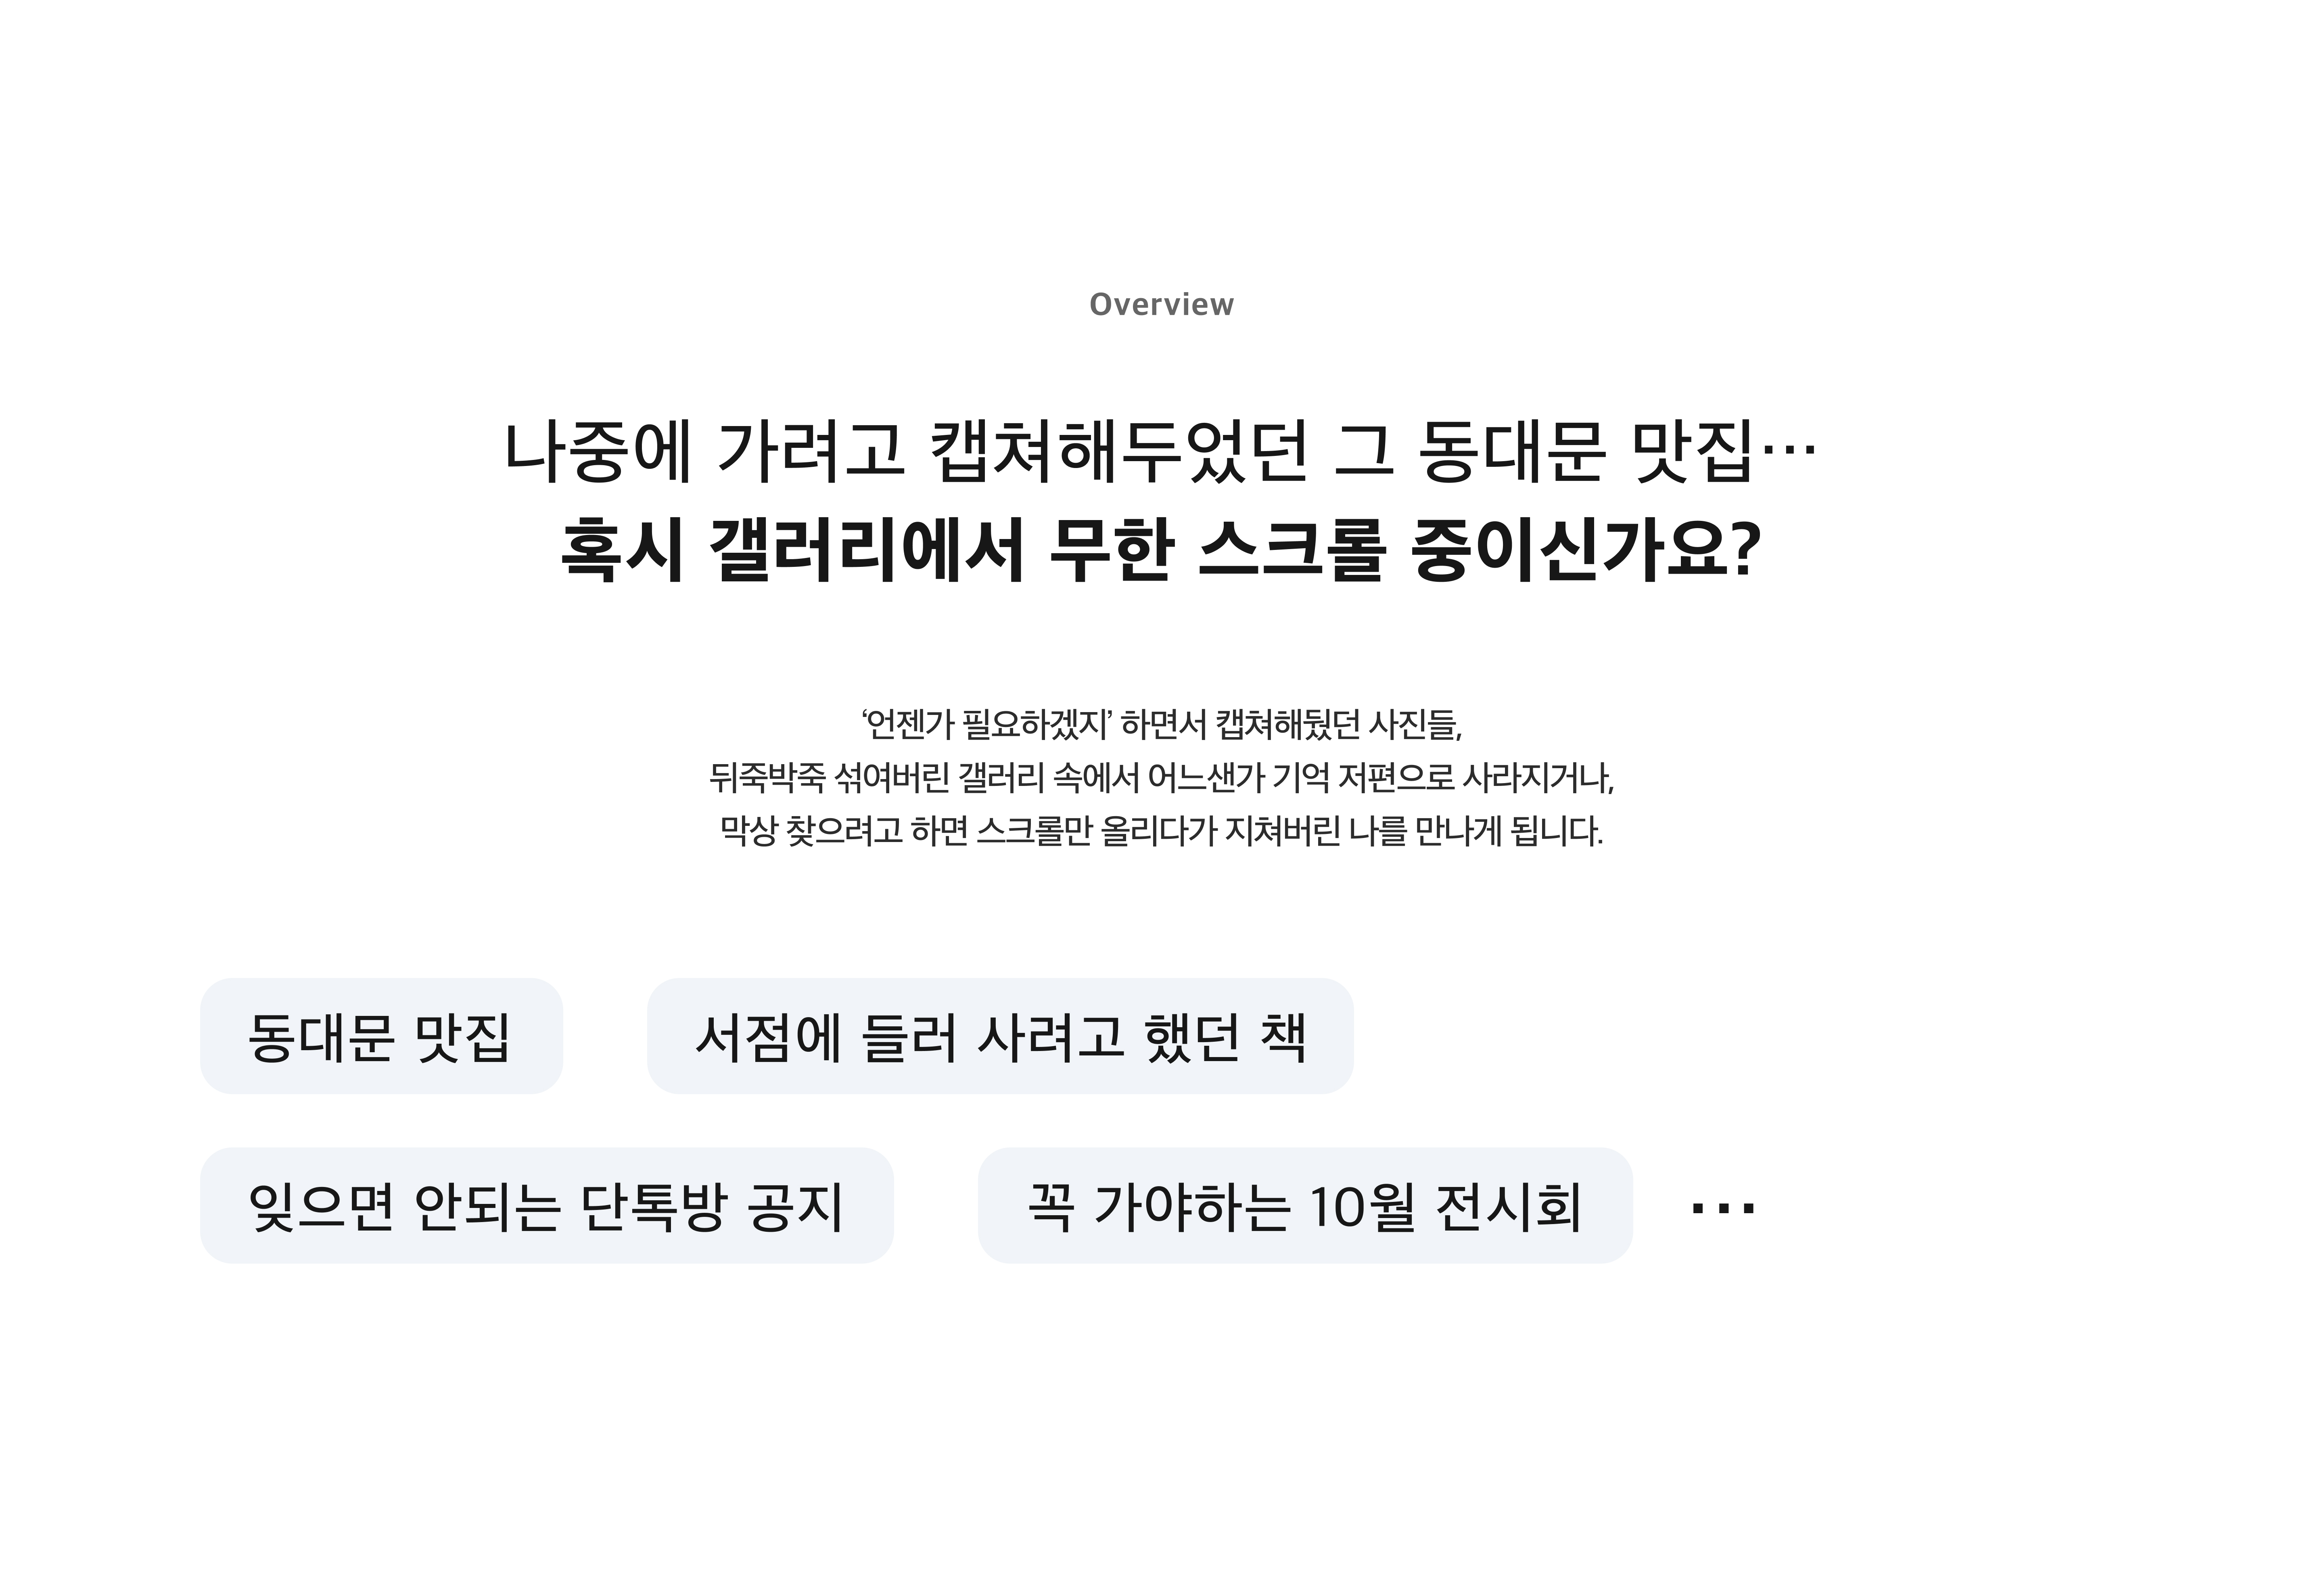 Overview
나중에 가려고 캡쳐해두었던 그 동대문 맛집…
혹시 갤러리에서 무한 스크롤 중이신가요?
‘언젠가 필요하겠지’ 하면서 캡쳐해뒀던 사진들,
뒤죽박죽 섞여버린 갤러리 속에서 어느샌가 기억 저편으로 사라지거나,
막상 찾으려고 하면 스크롤만 올리다가 지쳐버린 나를 만나게 됩니다.
동대문 맛집
서점에 들러 사려고 했던 책
잊으면 안되는 단톡방 공지
꼭 가야하는 10월 전시회
…